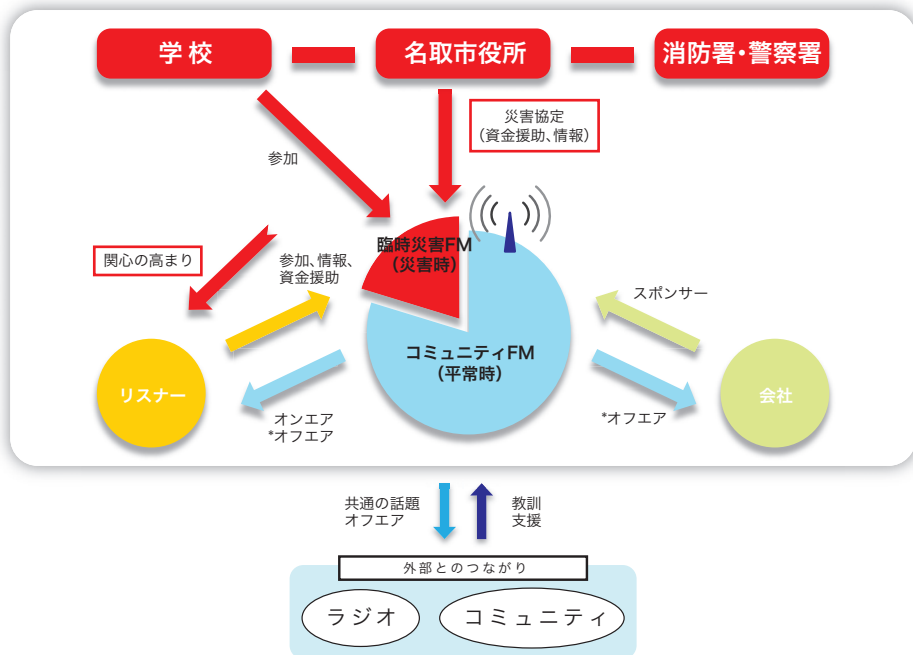 学校
名取市役所
消防署・警察署
災害協定
（資金援助、情報）
参加
臨時災害FM
（災害時）
関心の高まり
参加、情報、
資金援助
スポンサー
コミュニティFM
（平常時）
リスナー
会社
オンエア
*オフエア
*オフエア
共通の話題
オフエア
教訓
支援
外部とのつながり
ラジオ
コミュニティ